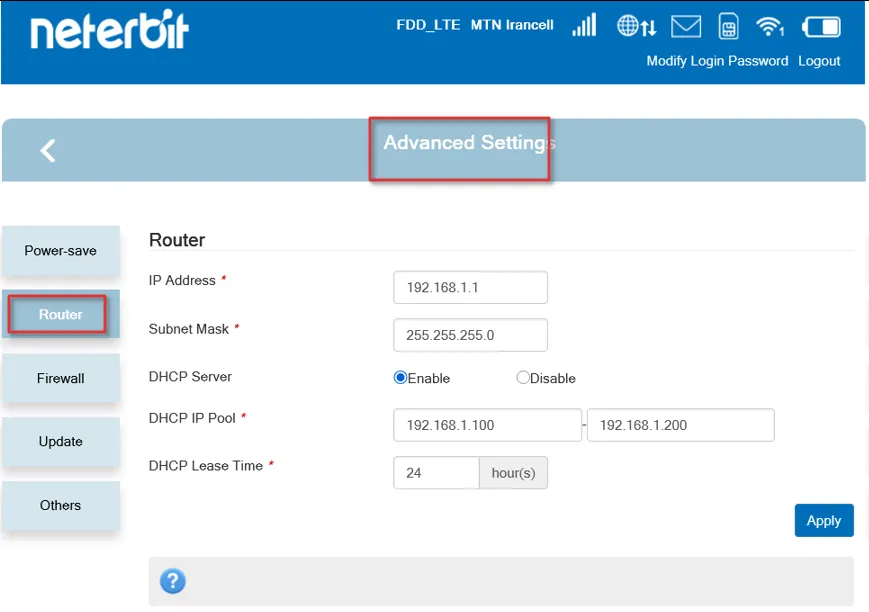 neterbit
FDD_LTE MTN Irancell
1
Modify Login Password Logout
Advanced Settings
Power-save
Router
Firewall
Update
Others
Router
IP Address *
192.168.1.1
Subnet Mask *
255.255.255.0
DHCP Server
Enable Disable
DHCP IP Pool *
192.168.1.100 - 192.168.1.200
DHCP Lease Time *
24 hour(s)
Apply
?